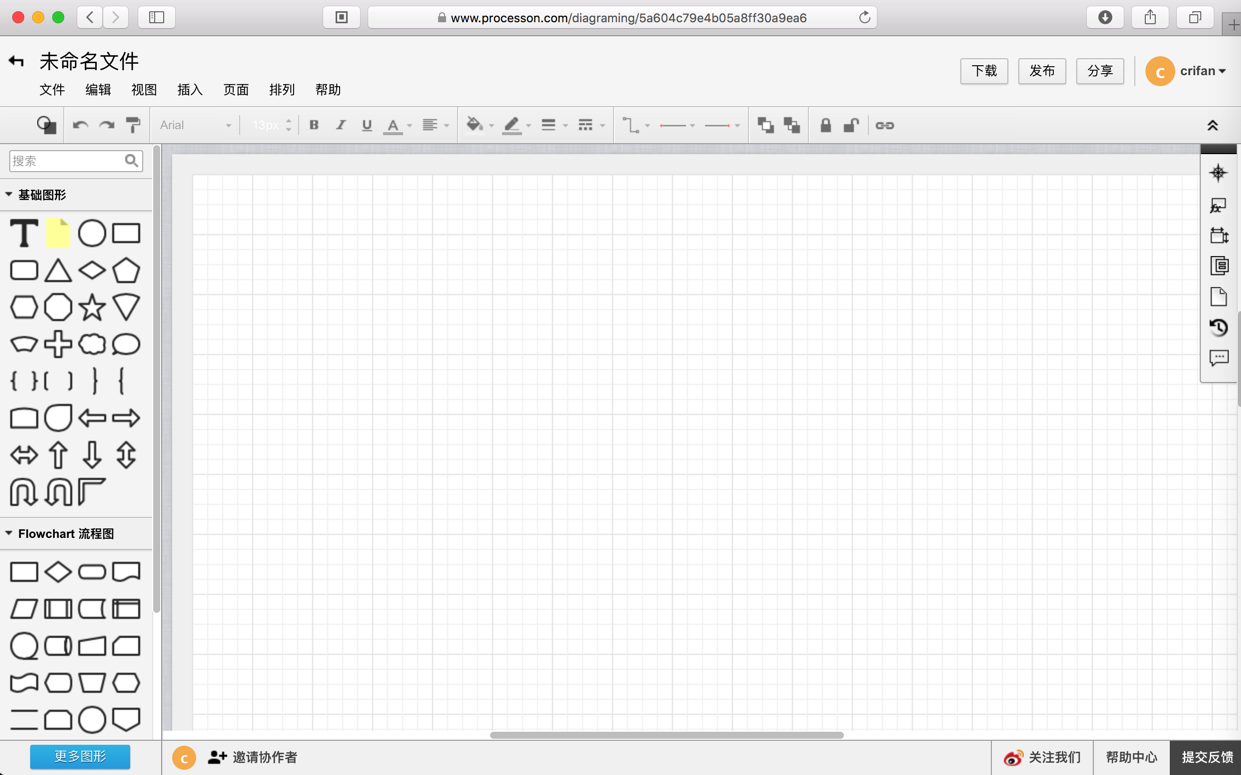 www.processon.com/diagraming/5a604c79e4b05a8ff30a9ea6
未命名文件
文件 编辑 视图 插入 页面 排列 帮助
下载 发布 分享 C crifan
Arial 13px B I U A
搜索
基础图形
T
Flowchart 流程图
更多图形
C 邀请协作者 关注我们 帮助中心 提交反馈